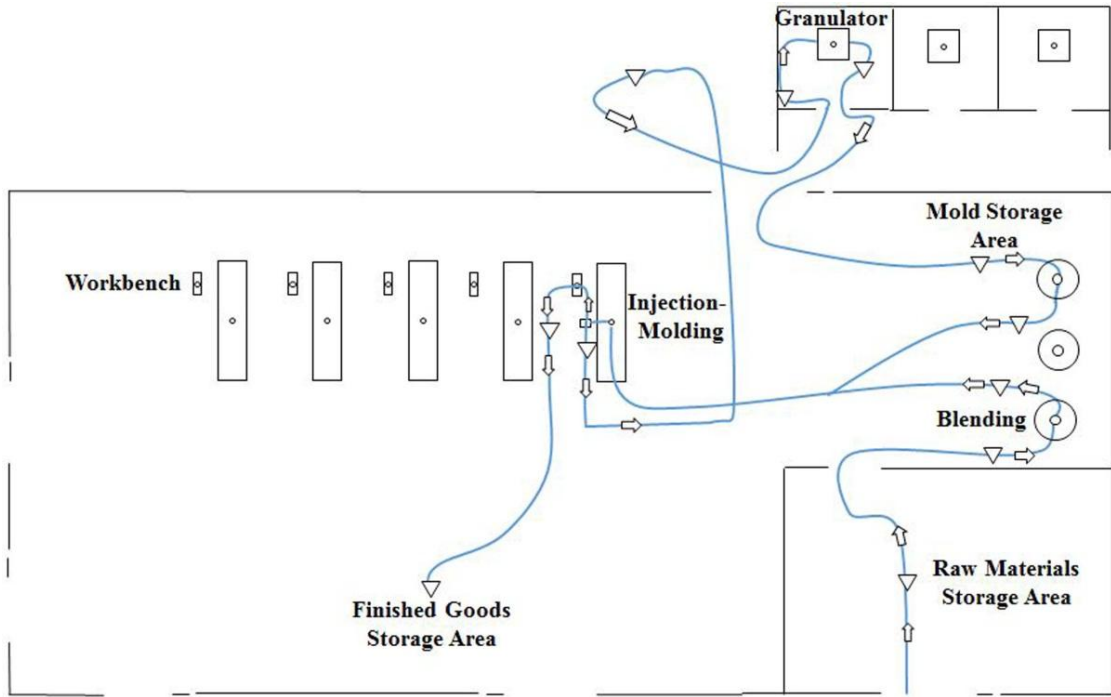 Granulator
Mold Storage
Area
Workbench
Injection-
Molding
Blending
Raw Materials
Storage Area
Finished Goods
Storage Area